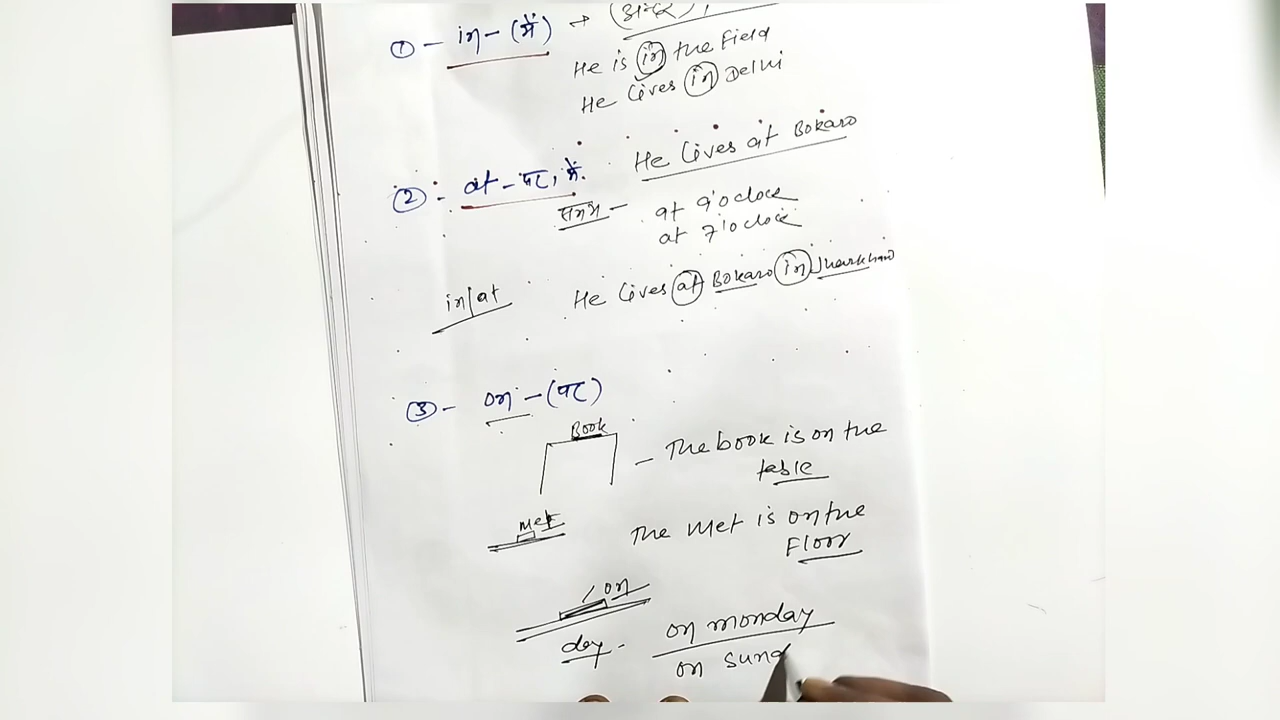 ① - in - (में) → (अन्दर)
He is in the Field
He lives in Delhi
② - at - पर, में. He lives at Bokaro
समय - at 9'o clock
at 7'o clock
in/at He lives at Bokaro in Jharkhand
③ - on - (पर)
Book
- The book is on the
table
Met
The Met is on the
Floor
on
day - on monday
on sund